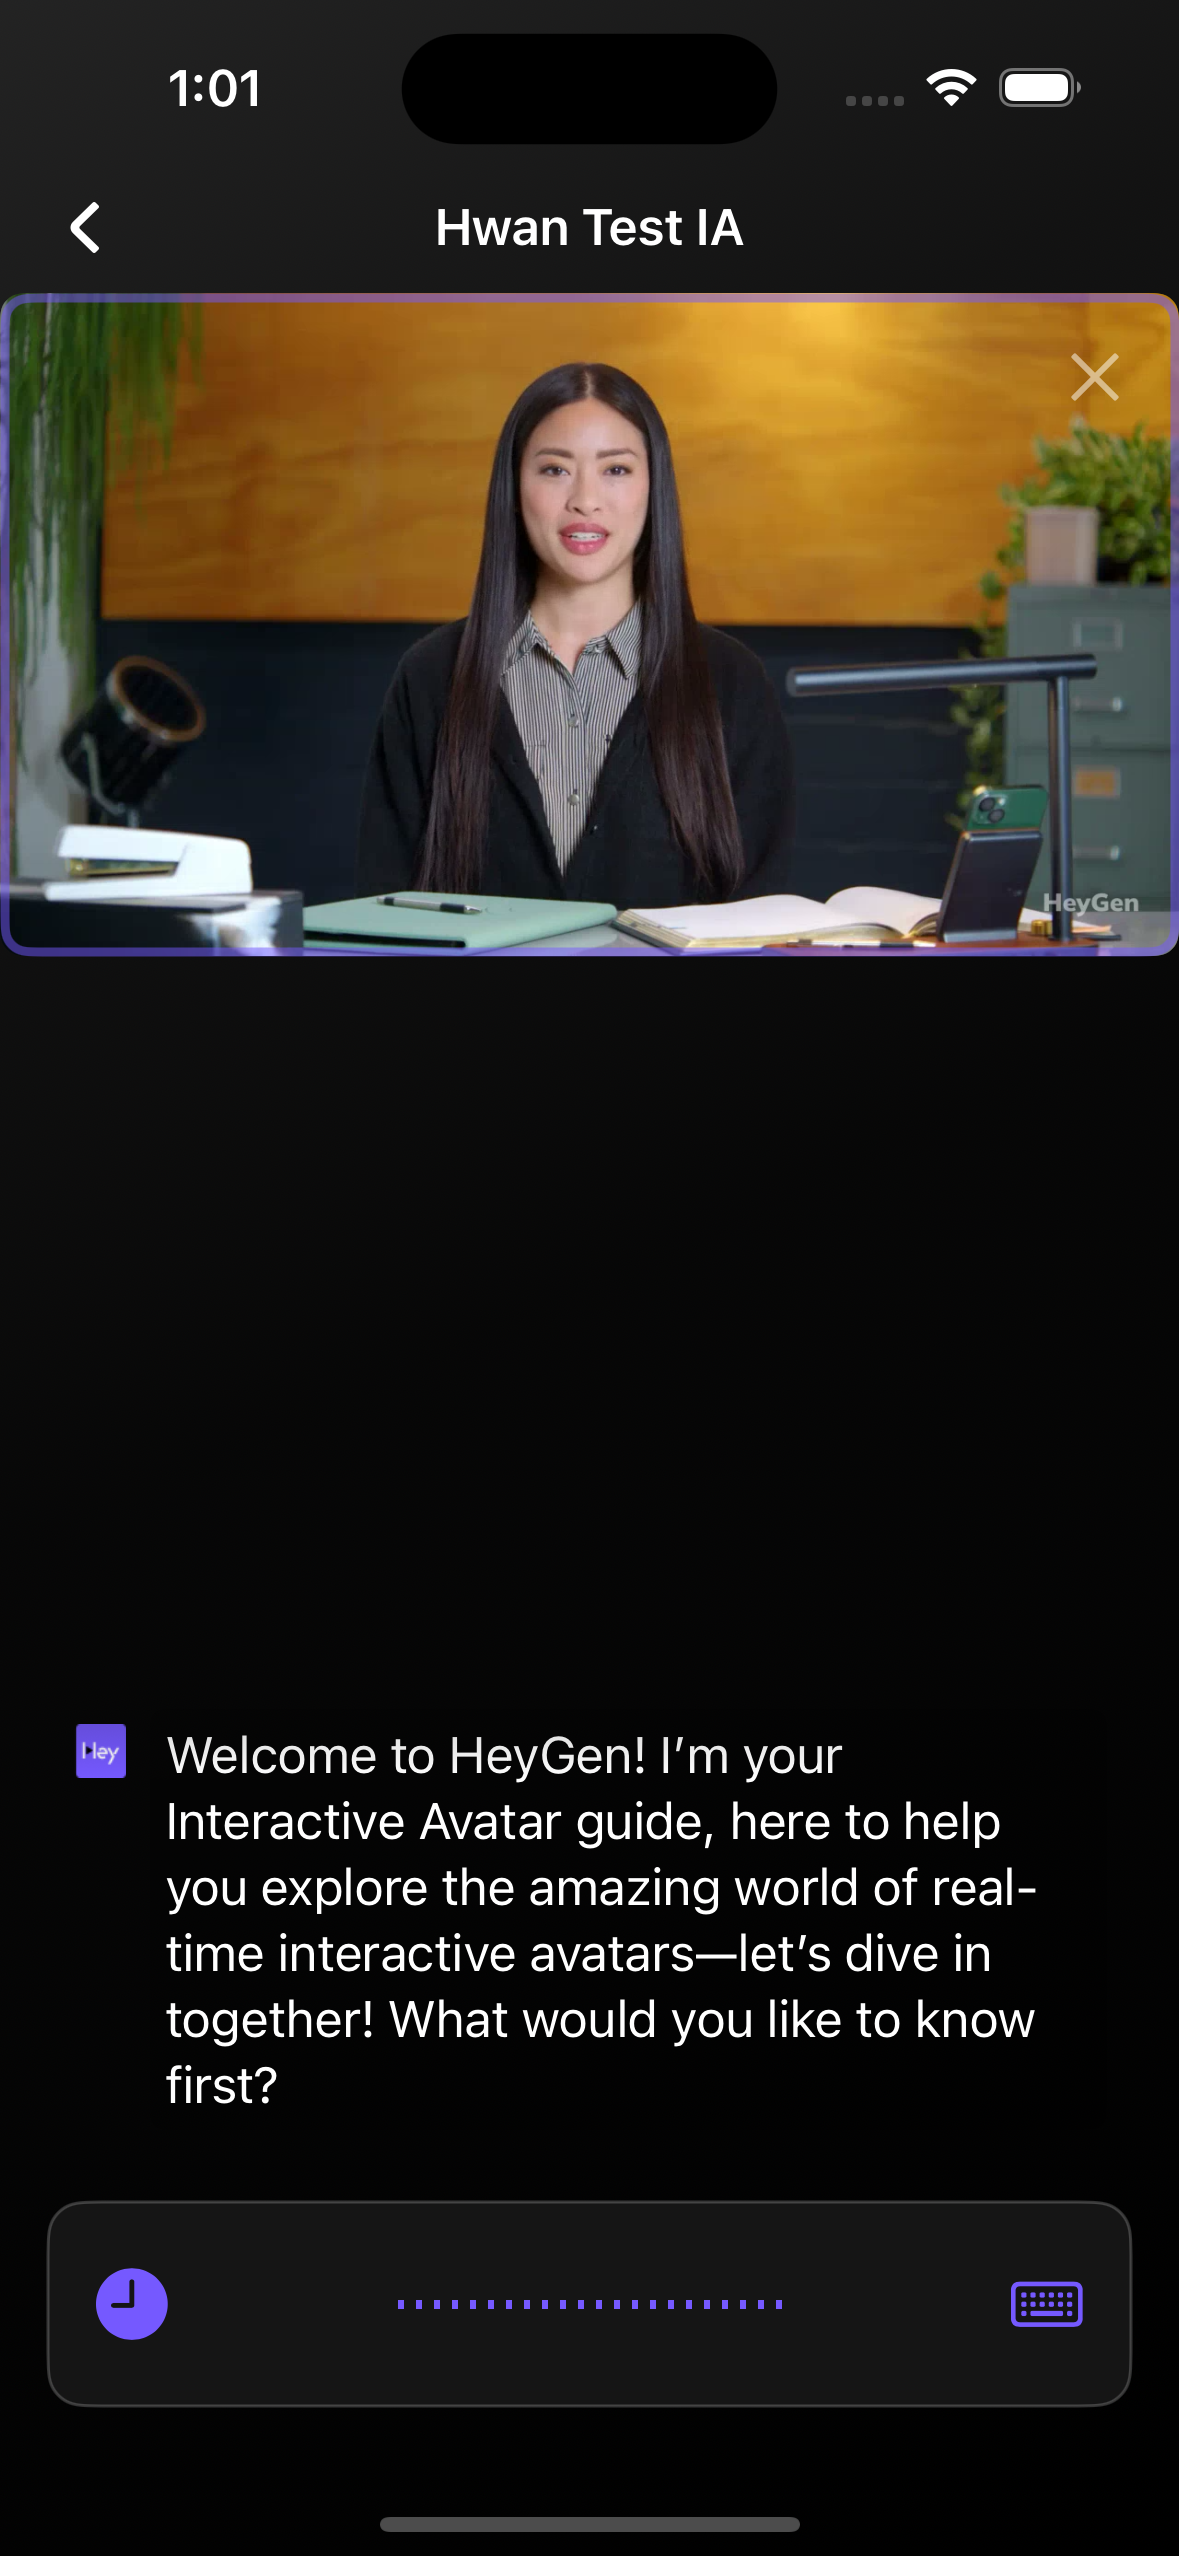 1:01
Hwan Test IA
HeyGen
Hey
Welcome to HeyGen! I’m your
Interactive Avatar guide, here to help
you explore the amazing world of real-
time interactive avatars—let’s dive in
together! What would you like to know
first?